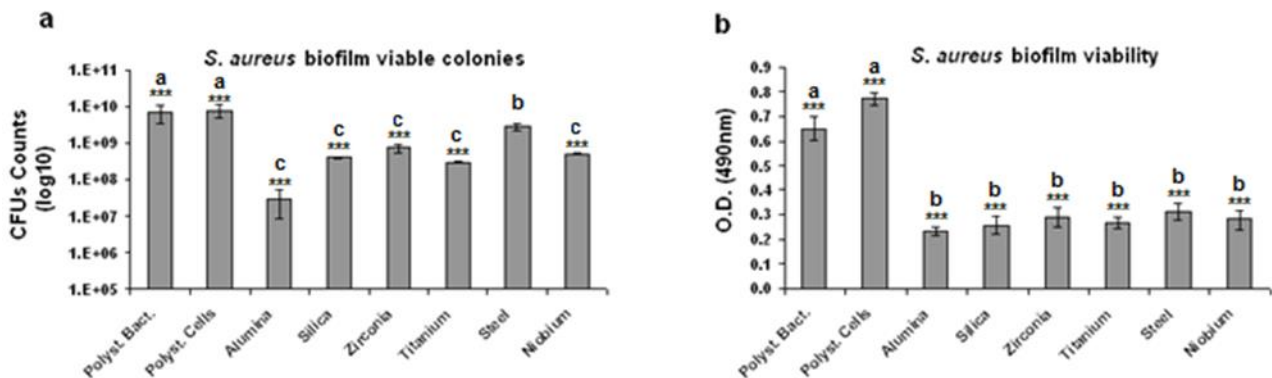 a
S. aureus biofilm viable colonies
CFUs Counts
(log10)
1.E+11
1.E+10
1.E+09
1.E+08
1.E+07
1.E+06
1.E+05
a
***
a
***
c
***
c
***
c
***
c
***
b
c
***
Polyst. Bact.
Polyst. Cells
Alumina
Silica
Zirconia
Titanium
Steel
Niobium
b
S. aureus biofilm viability
O.D. (490nm)
0.9
0.8
0.7
0.6
0.5
0.4
0.3
0.2
0.1
0.0
a
***
a
***
b
***
b
***
b
***
b
***
b
***
b
***
Polyst. Bact.
Polyst. Cells
Alumina
Silica
Zirconia
Titanium
Steel
Niobium